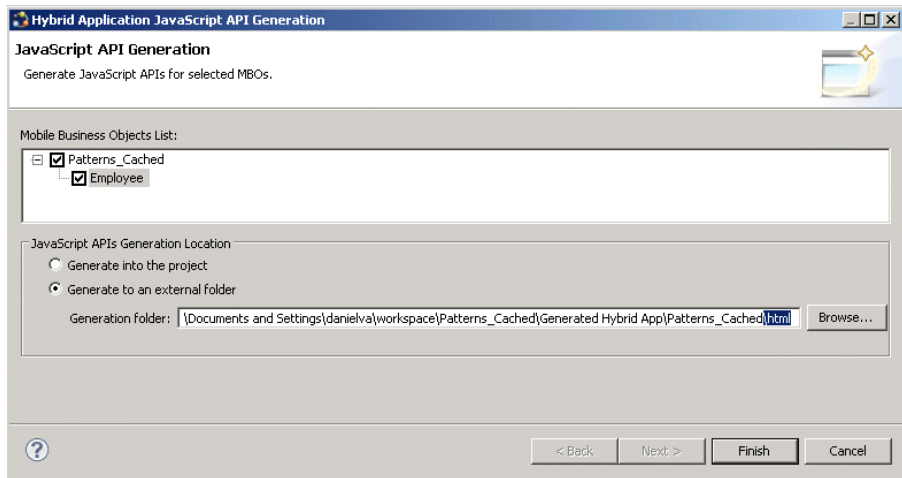 Hybrid Application JavaScript API Generation
JavaScript API Generation
Generate JavaScript APIs for selected MBOs.
Mobile Business Objects List:
Patterns_Cached
Employee
JavaScript APIs Generation Location
Generate into the project
Generate to an external folder
Generation folder: \Documents and Settings\danielva\workspace\Patterns_Cached\Generated Hybrid App\Patterns_Cached\html Browse...
? < Back Next > Finish Cancel